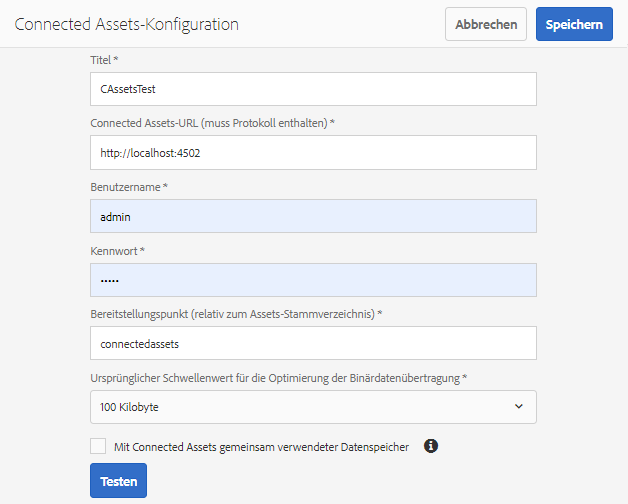 Connected Assets-Konfiguration
Abbrechen
Speichern
Titel *
CAssetsTest
Connected Assets-URL (muss Protokoll enthalten) *
http://localhost:4502
Benutzername *
admin
Kennwort *
•••••
Bereitstellungspunkt (relativ zum Assets-Stammverzeichnis) *
connectedassets
Ursprünglicher Schwellenwert für die Optimierung der Binärdatenübertragung *
100 Kilobyte
Mit Connected Assets gemeinsam verwendeter Datenspeicher
Testen